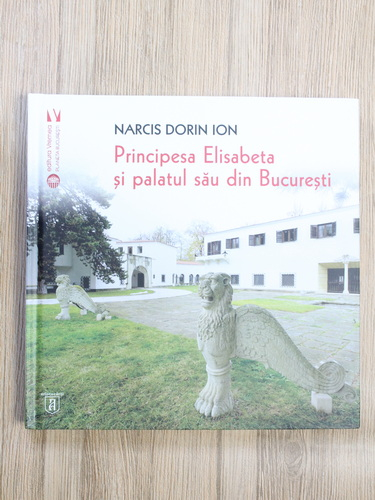 NARCIS DORIN ION
Principesa Elisabeta
și palatul său din București